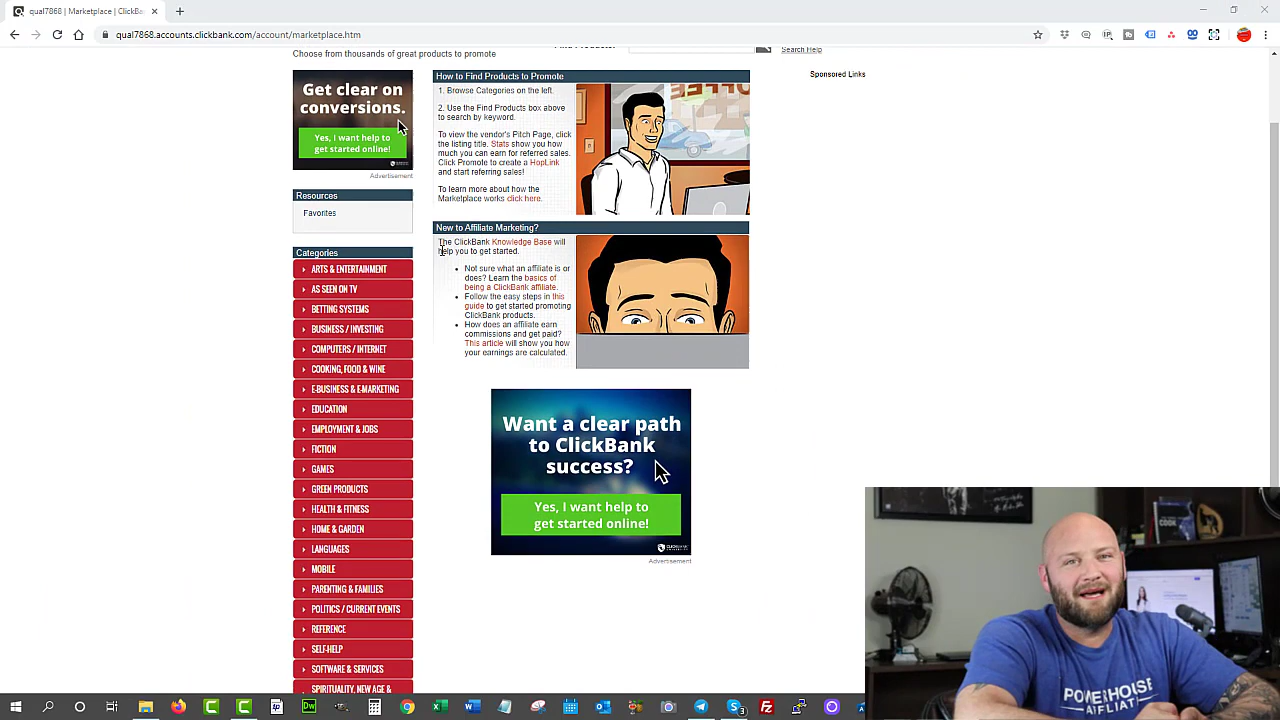 qual7868 | Marketplace | ClickBa
qual7868.accounts.clickbank.com/account/marketplace.htm
Choose from thousands of great products to promote
Search Help
Get clear on
conversions.
Yes, I want help to
get started online!
Advertisement
Resources
Favorites
Categories
ARTS & ENTERTAINMENT
AS SEEN ON TV
BETTING SYSTEMS
BUSINESS / INVESTING
COMPUTERS / INTERNET
COOKING, FOOD & WINE
E-BUSINESS & E-MARKETING
EDUCATION
EMPLOYMENT & JOBS
FICTION
GAMES
GREEN PRODUCTS
HEALTH & FITNESS
HOME & GARDEN
LANGUAGES
MOBILE
PARENTING & FAMILIES
POLITICS / CURRENT EVENTS
REFERENCE
SELF-HELP
SOFTWARE & SERVICES
SPIRITUALITY, NEW AGE &
How to Find Products to Promote
1. Browse Categories on the left.
2. Use the Find Products box above
to search by keyword.
To view the vendor's Pitch Page, click
the listing title. Stats show you how
much you can earn for referred sales.
Click Promote to create a HopLink
and start referring sales!
To learn more about how the
Marketplace works click here.
COFFEE
New to Affiliate Marketing?
The ClickBank Knowledge Base will
help you to get started.
• Not sure what an affiliate is or
does? Learn the basics of
being a ClickBank affiliate.
• Follow the easy steps in this
guide to get started promoting
ClickBank products.
• How does an affiliate earn
commissions and get paid?
This article will show you how
your earnings are calculated.
Want a clear path
to ClickBank
success?
Yes, I want help to
get started online!
CLICKBANK
Advertisement
Sponsored Links
COOK
POWERHOUSE
AFFILIATE